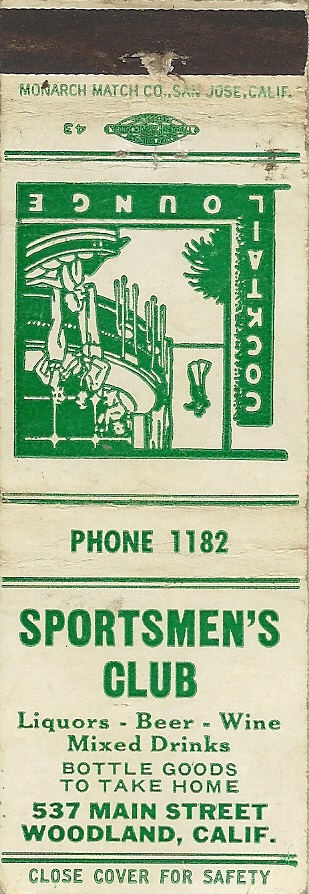 MONARCH MATCH CO., SAN JOSE, CALIF.
43
COCKTAIL
LOUNGE
PHONE 1182
SPORTSMEN'S
CLUB
Liquors - Beer - Wine
Mixed Drinks
BOTTLE GOODS
TO TAKE HOME
537 MAIN STREET
WOODLAND, CALIF.
CLOSE COVER FOR SAFETY